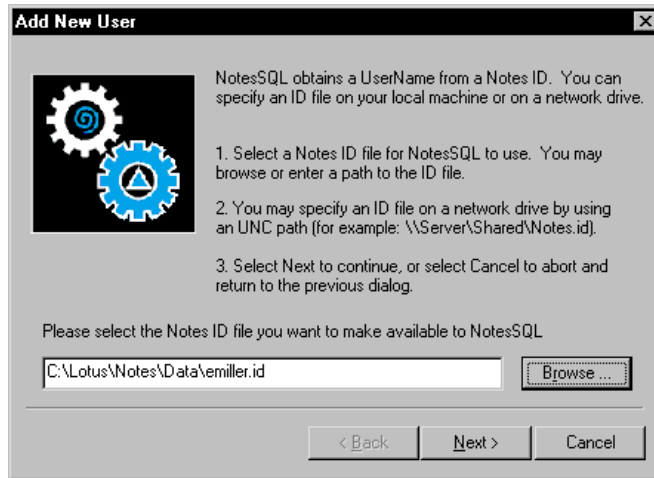 Add New User
NotesSQL obtains a UserName from a Notes ID. You can
specify an ID file on your local machine or on a network drive.
1. Select a Notes ID file for NotesSQL to use. You may
browse or enter a path to the ID file.
2. You may specify an ID file on a network drive by using
an UNC path (for example: \\Server\Shared\Notes.id).
3. Select Next to continue, or select Cancel to abort and
return to the previous dialog.
Please select the Notes ID file you want to make available to NotesSQL
C:\Lotus\Notes\Data\emiller.id
Browse ...
< Back
Next >
Cancel